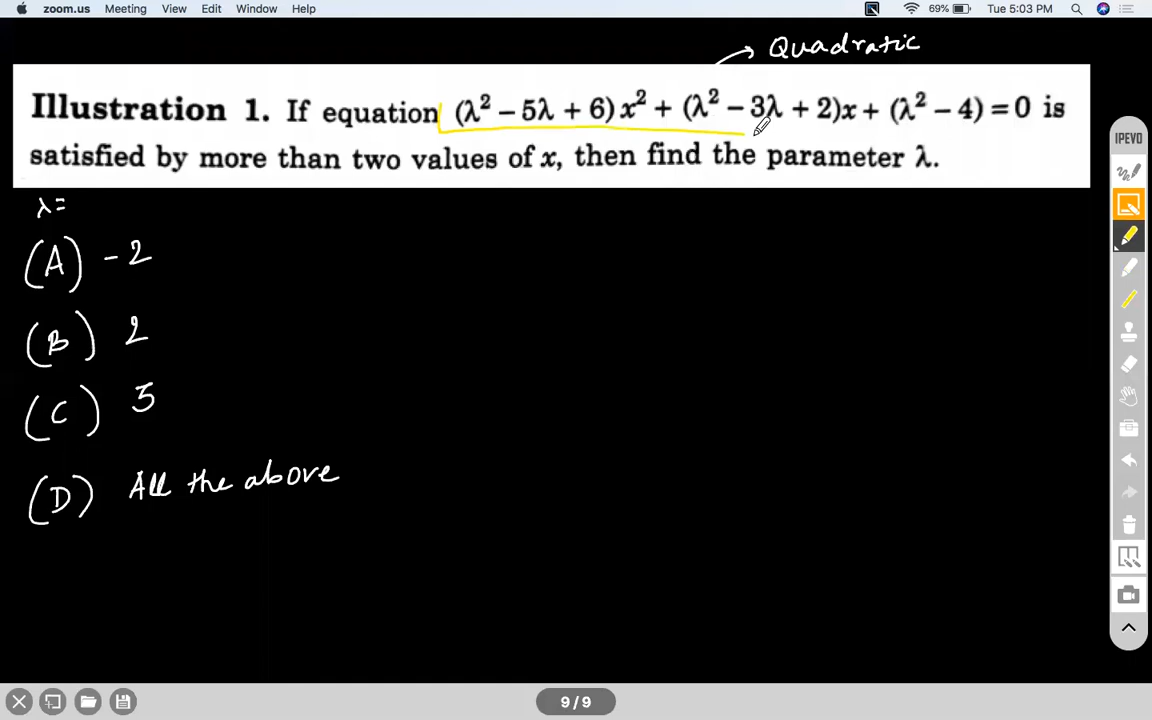 zoom.us Meeting View Edit Window Help 69% Tue 5:03 PM
Quadratic
Illustration 1. If equation (λ² − 5λ + 6) x² + (λ² − 3λ + 2)x + (λ² − 4) = 0 is
satisfied by more than two values of x, then find the parameter λ.
λ=
(A) -2
(B) 2
(C) 3
(D) All the above
IPEVO
9 / 9